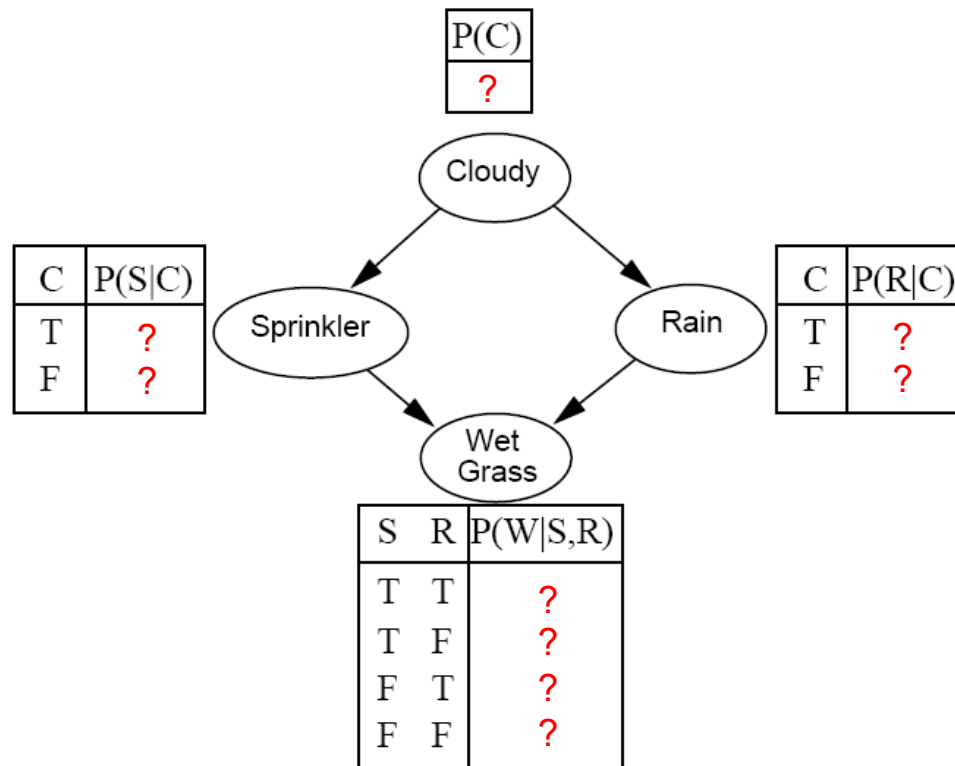 P(C)
?
Cloudy
C P(S|C)
T ?
F ?
Sprinkler
Rain
C P(R|C)
T ?
F ?
Wet
Grass
S R P(W|S,R)
T T ?
T F ?
F T ?
F F ?